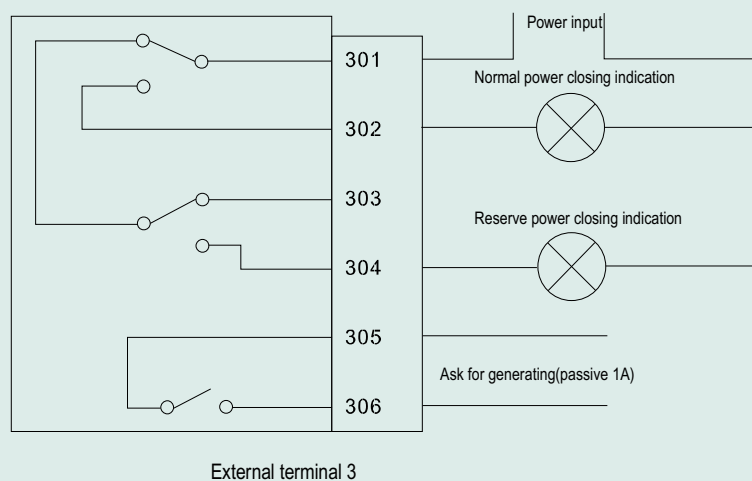 Power input
301
Normal power closing indication
302
303
Reserve power closing indication
304
305
Ask for generating(passive 1A)
306
External terminal 3